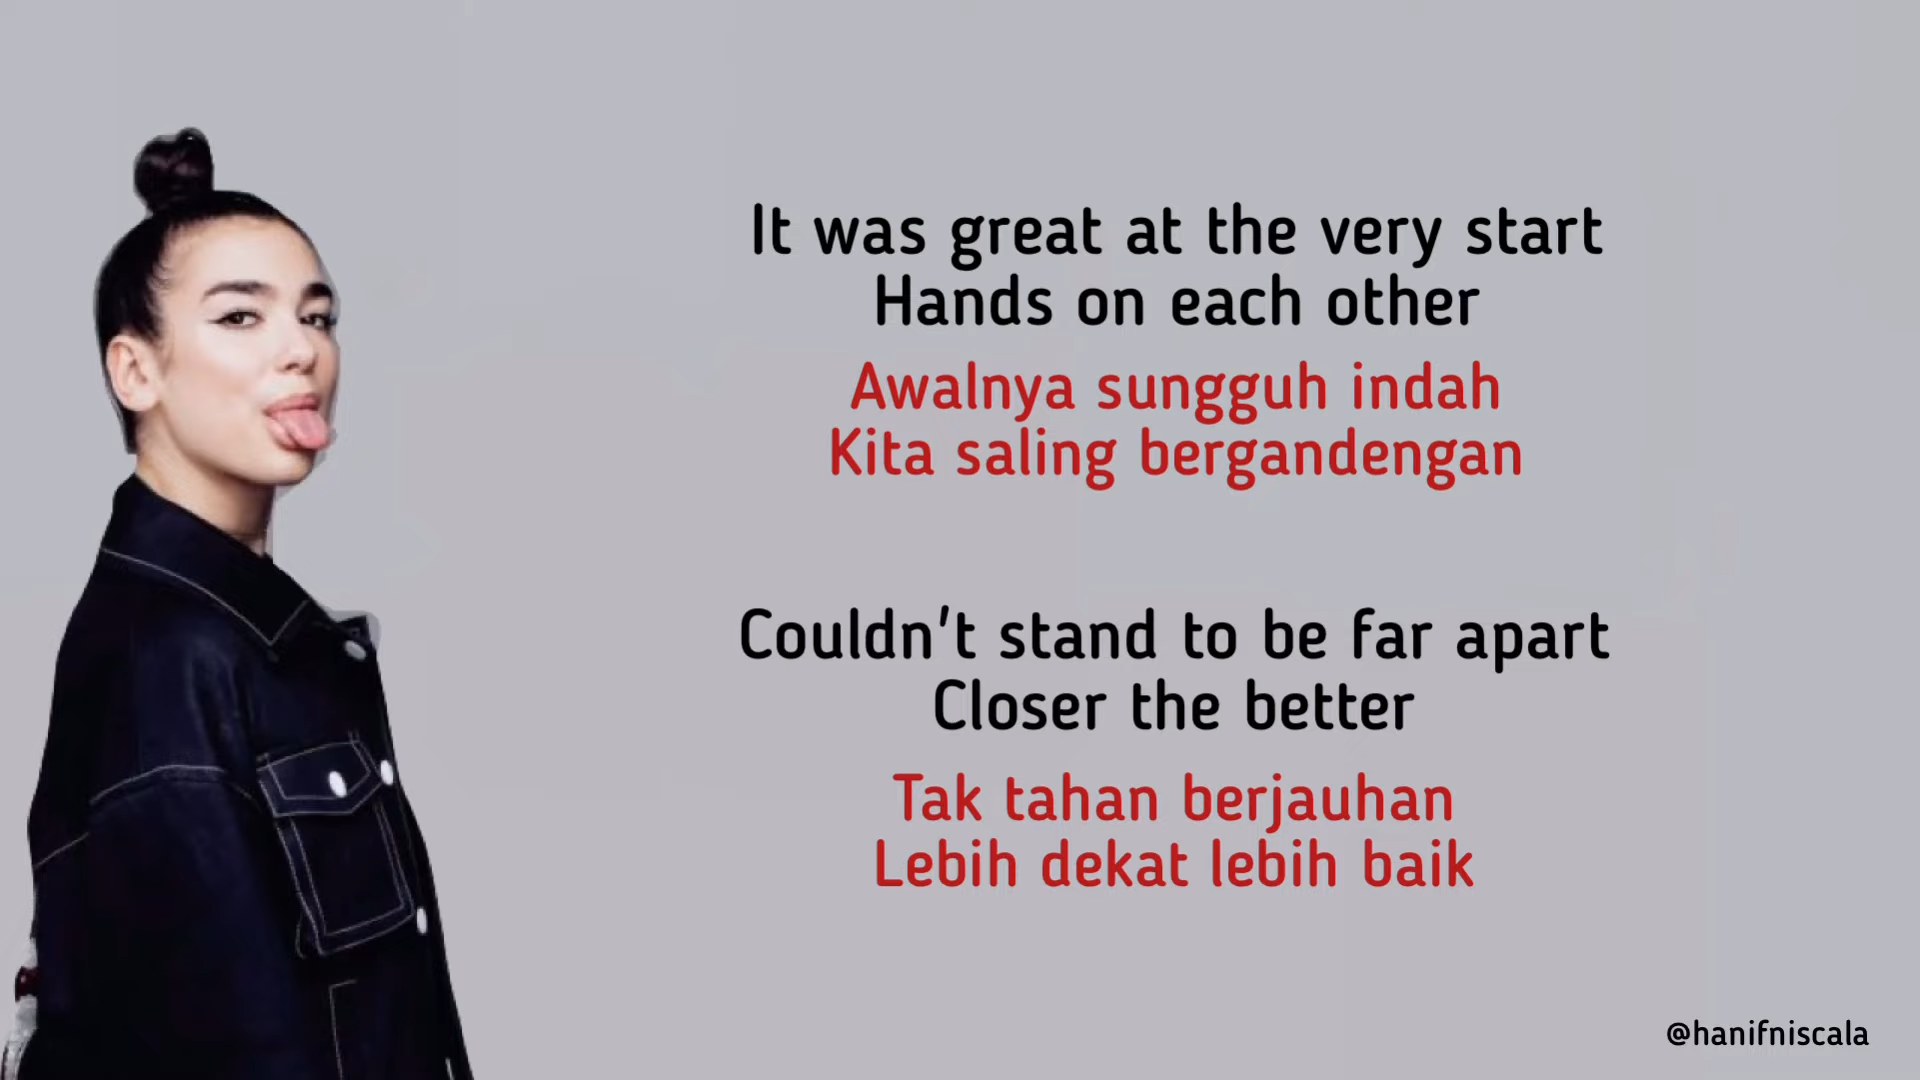 It was great at the very start
Hands on each other
Awalnya sungguh indah
Kita saling bergandengan
Couldn't stand to be far apart
Closer the better
Tak tahan berjauhan
Lebih dekat lebih baik
@hanifniscala